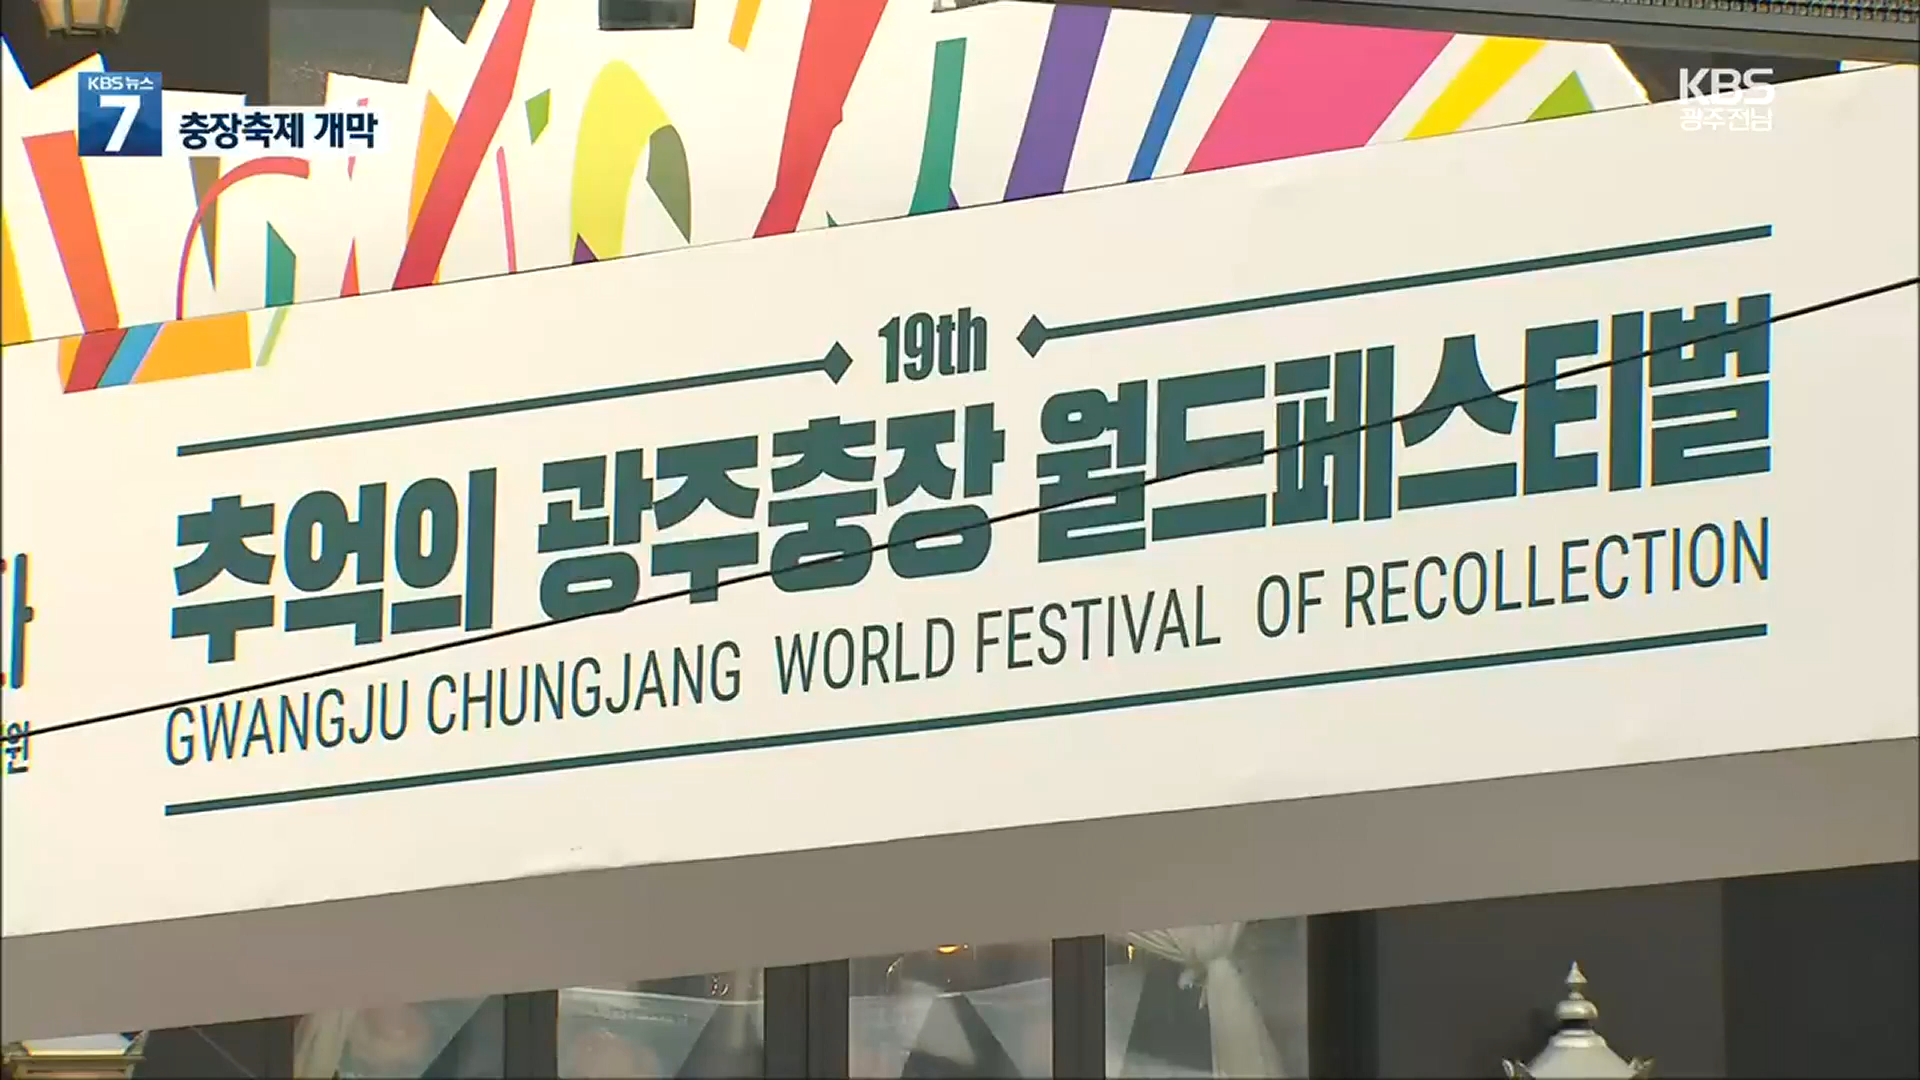 KBS 뉴스
7
충장축제 개막
KBS
광주전남
19th
추억의 광주충장 월드페스티벌
GWANGJU CHUNGJANG WORLD FESTIVAL OF RECOLLECTION
원